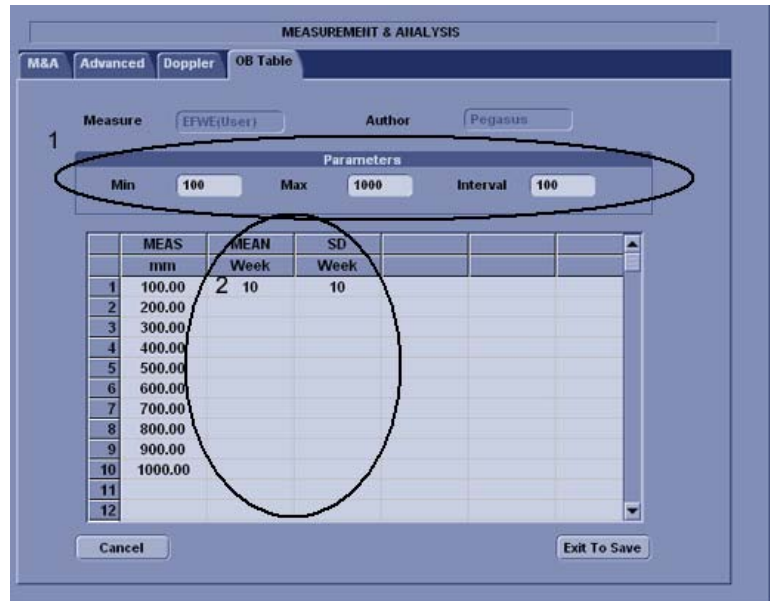 MEASUREMENT & ANALYSIS
M&A Advanced Doppler OB Table
Measure EFWE(User) Author Pegasus
1
Parameters
Min 100 Max 1000 Interval 100
MEAS MEAN SD
mm Week Week
1 100.00 2 10 10
2 200.00
3 300.00
4 400.00
5 500.00
6 600.00
7 700.00
8 800.00
9 900.00
10 1000.00
11
12
Cancel Exit To Save